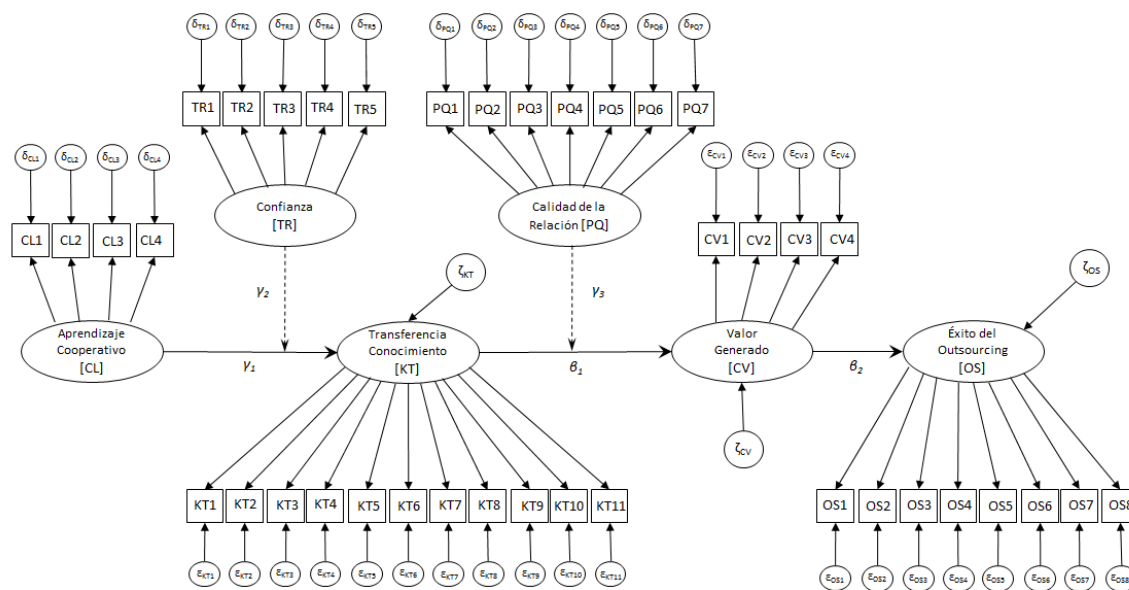 δTR1 δTR2 δTR3 δTR4 δTR5
δPQ1 δPQ2 δPQ3 δPQ4 δPQ5 δPQ6 δPQ7
TR1 TR2 TR3 TR4 TR5
PQ1 PQ2 PQ3 PQ4 PQ5 PQ6 PQ7
δCL1 δCL2 δCL3 δCL4
εCV1 εCV2 εCV3 εCV4
Confianza
[TR]
Calidad de la
Relación [PQ]
CL1 CL2 CL3 CL4
CV1 CV2 CV3 CV4
γ2
ζKT
γ3
ζOS
Aprendizaje
Cooperativo
[CL]
γ1
Transferencia
Conocimiento
[KT]
β1
Valor
Generado
[CV]
β2
Éxito del
Outsourcing
[OS]
ζCV
KT1 KT2 KT3 KT4 KT5 KT6 KT7 KT8 KT9 KT10 KT11
OS1 OS2 OS3 OS4 OS5 OS6 OS7 OS8
εKT1 εKT2 εKT3 εKT4 εKT5 εKT6 εKT7 εKT8 εKT9 εKT10 εKT11
εOS1 εOS2 εOS3 εOS4 εOS5 εOS6 εOS7 εOS8